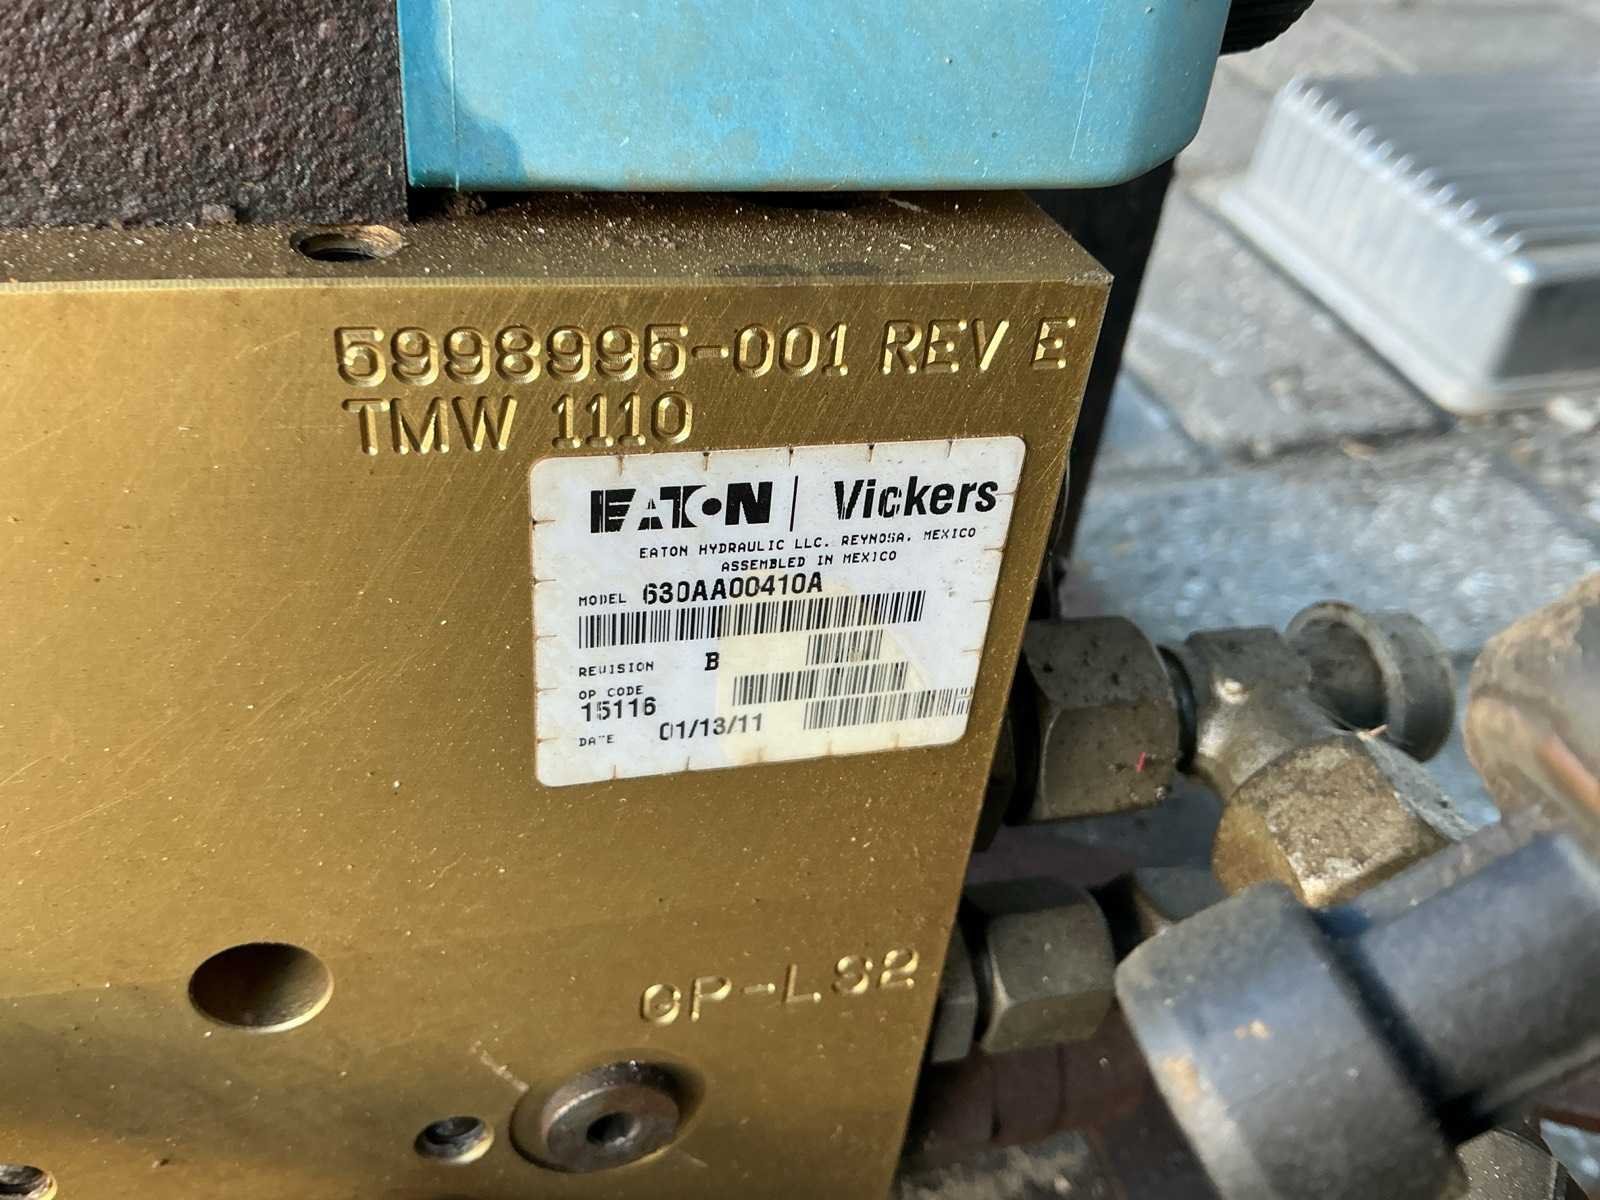 5998995-001 REV E
TMW 1110
EATON | Vickers
EATON HYDRAULIC LLC. REYNOSA, MEXICO
ASSEMBLED IN MEXICO
MODEL 630AA00410A
REVISION B
OP CODE
15116
DATE 01/13/11
GP-LS2